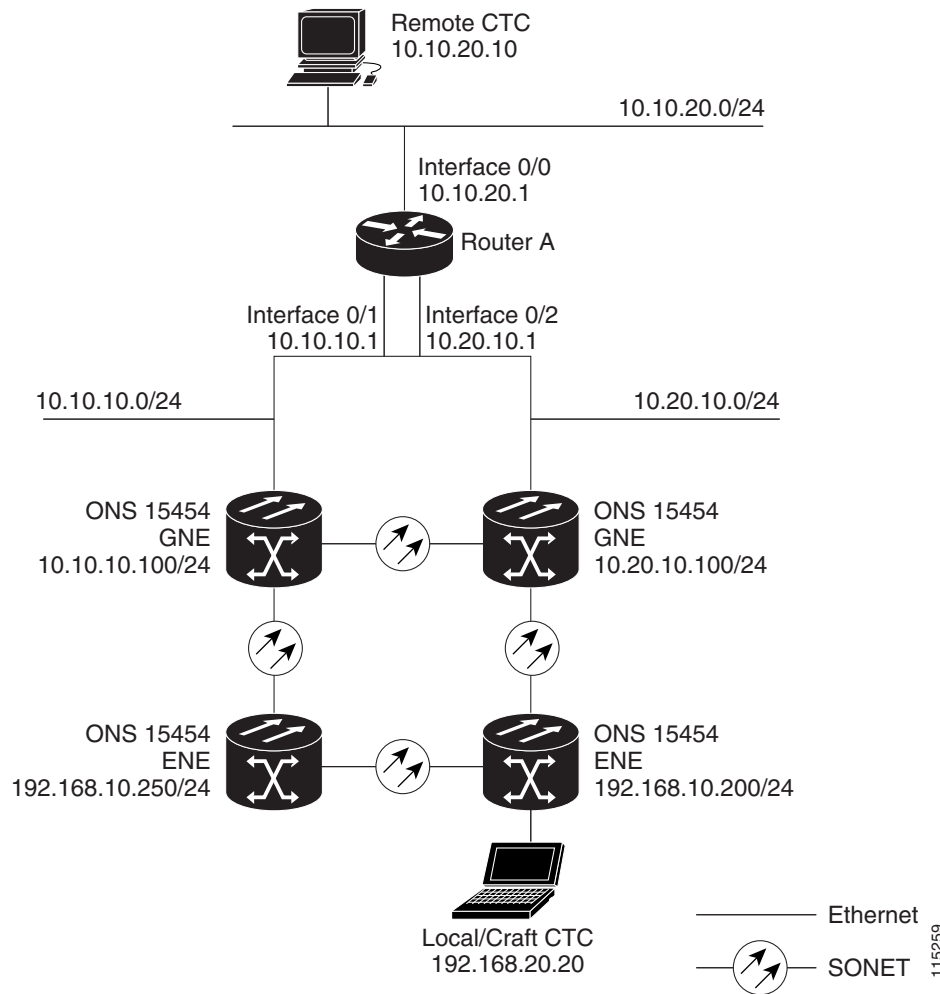 Remote CTC
10.10.20.10
10.10.20.0/24
Interface 0/0
10.10.20.1
Router A
Interface 0/1
10.10.10.1
Interface 0/2
10.20.10.1
10.10.10.0/24
10.20.10.0/24
ONS 15454
GNE
10.10.10.100/24
ONS 15454
GNE
10.20.10.100/24
ONS 15454
ENE
192.168.10.250/24
ONS 15454
ENE
192.168.10.200/24
Local/Craft CTC
192.168.20.20
Ethernet
SONET
115259